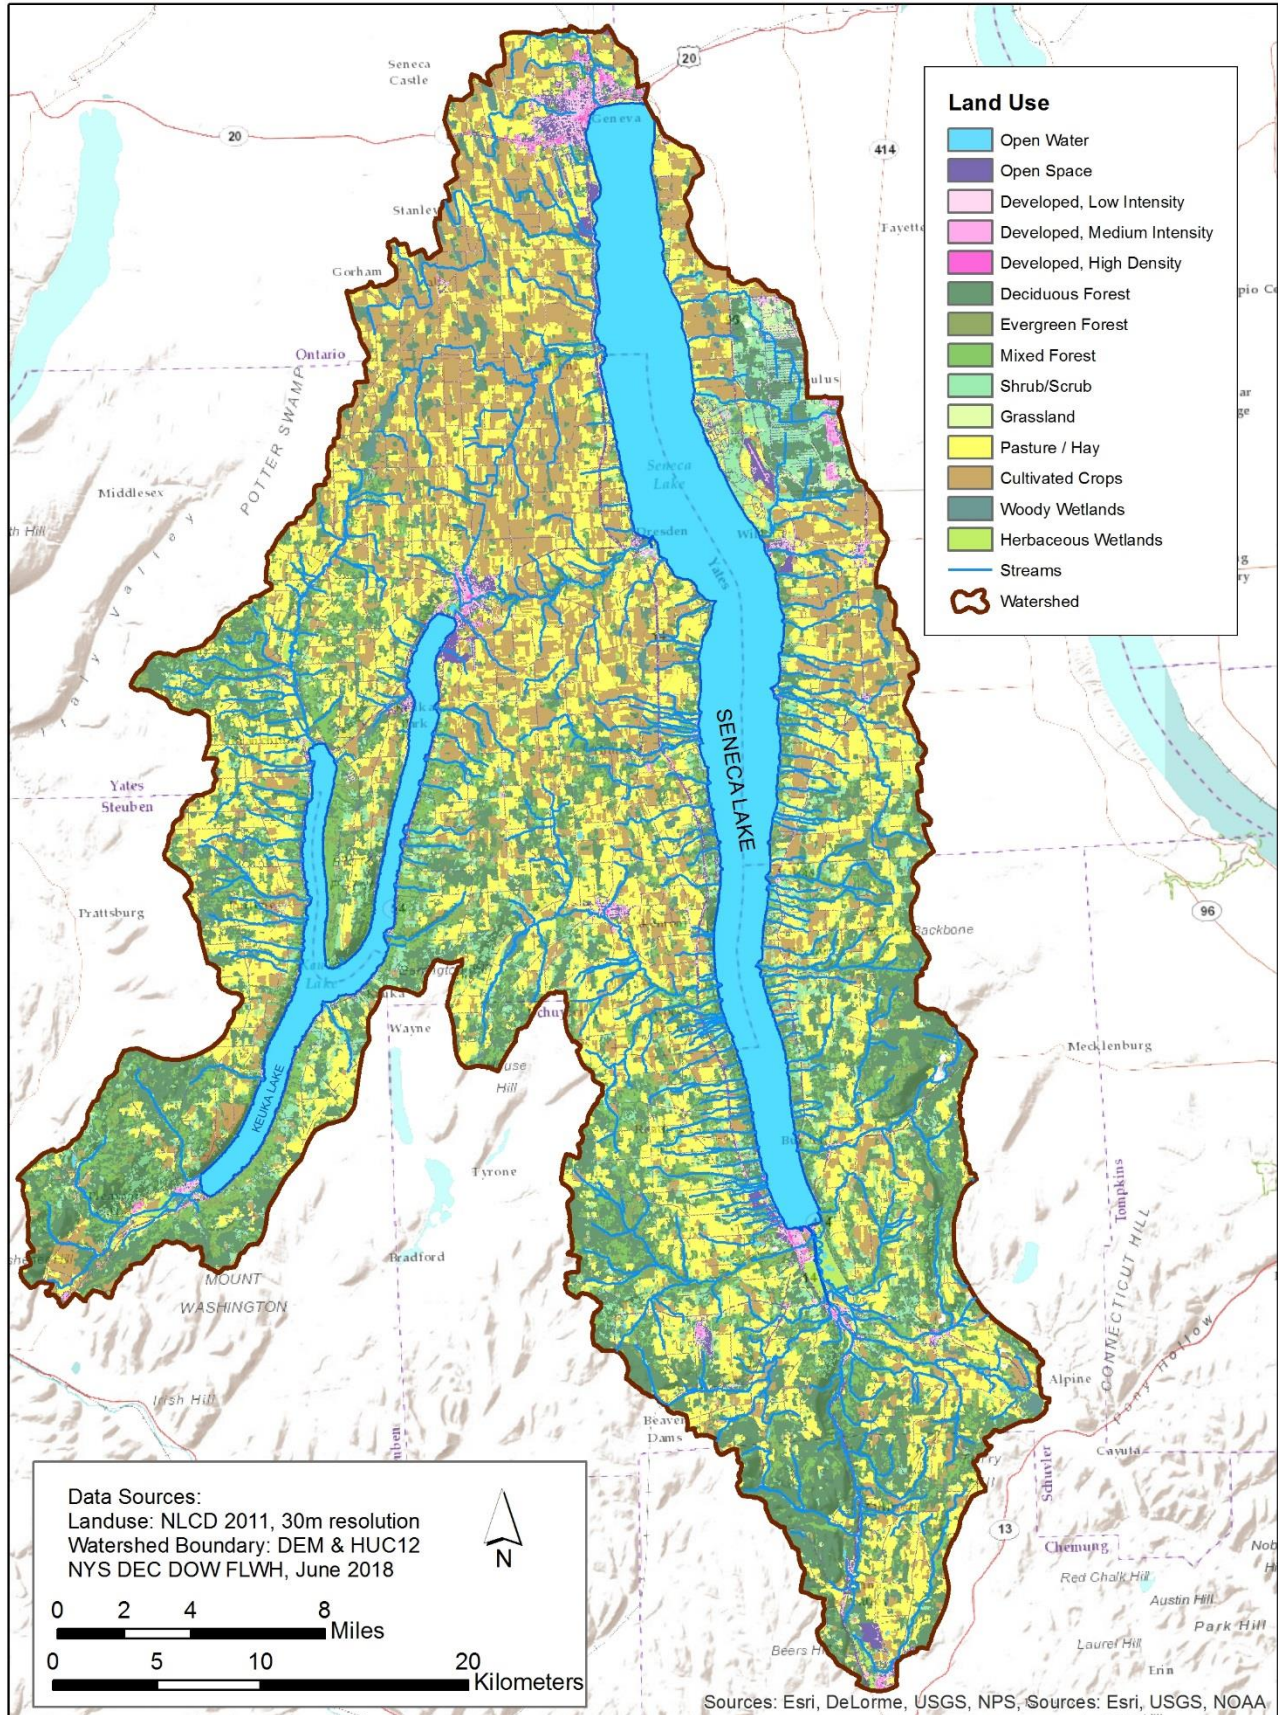 Seneca
Castle
20
20
Geneva
414
Stanley
Fayette
Gorham
Ontario
POTTER SWAMP
Middlesex
Valley
Seneca
Lake
Dresden
Yates
SENECA LAKE
Yates
Steuben
Prattsburg
Lake
Wayne
KEUKA LAKE
Tyrone
Bradford
MOUNT
WASHINGTON
Irish Hill
Backbone
96
Mecklenburg
Tompkins
CONNECTICUT HILL
Pony Hollow
Alpine
Beaver
Dams
Cayuta
Schuyler
13
Chemung
Red Chalk Hill
Austin Hill
Park Hill
Laurel Hill
Erin
Land Use
Open Water
Open Space
Developed, Low Intensity
Developed, Medium Intensity
Developed, High Density
Deciduous Forest
Evergreen Forest
Mixed Forest
Shrub/Scrub
Grassland
Pasture / Hay
Cultivated Crops
Woody Wetlands
Herbaceous Wetlands
Streams
Watershed
Data Sources:
Landuse: NLCD 2011, 30m resolution
Watershed Boundary: DEM & HUC12
NYS DEC DOW FLWH, June 2018
N
0 2 4 8 Miles
0 5 10 20 Kilometers
Sources: Esri, DeLorme, USGS, NPS, Sources: Esri, USGS, NOAA